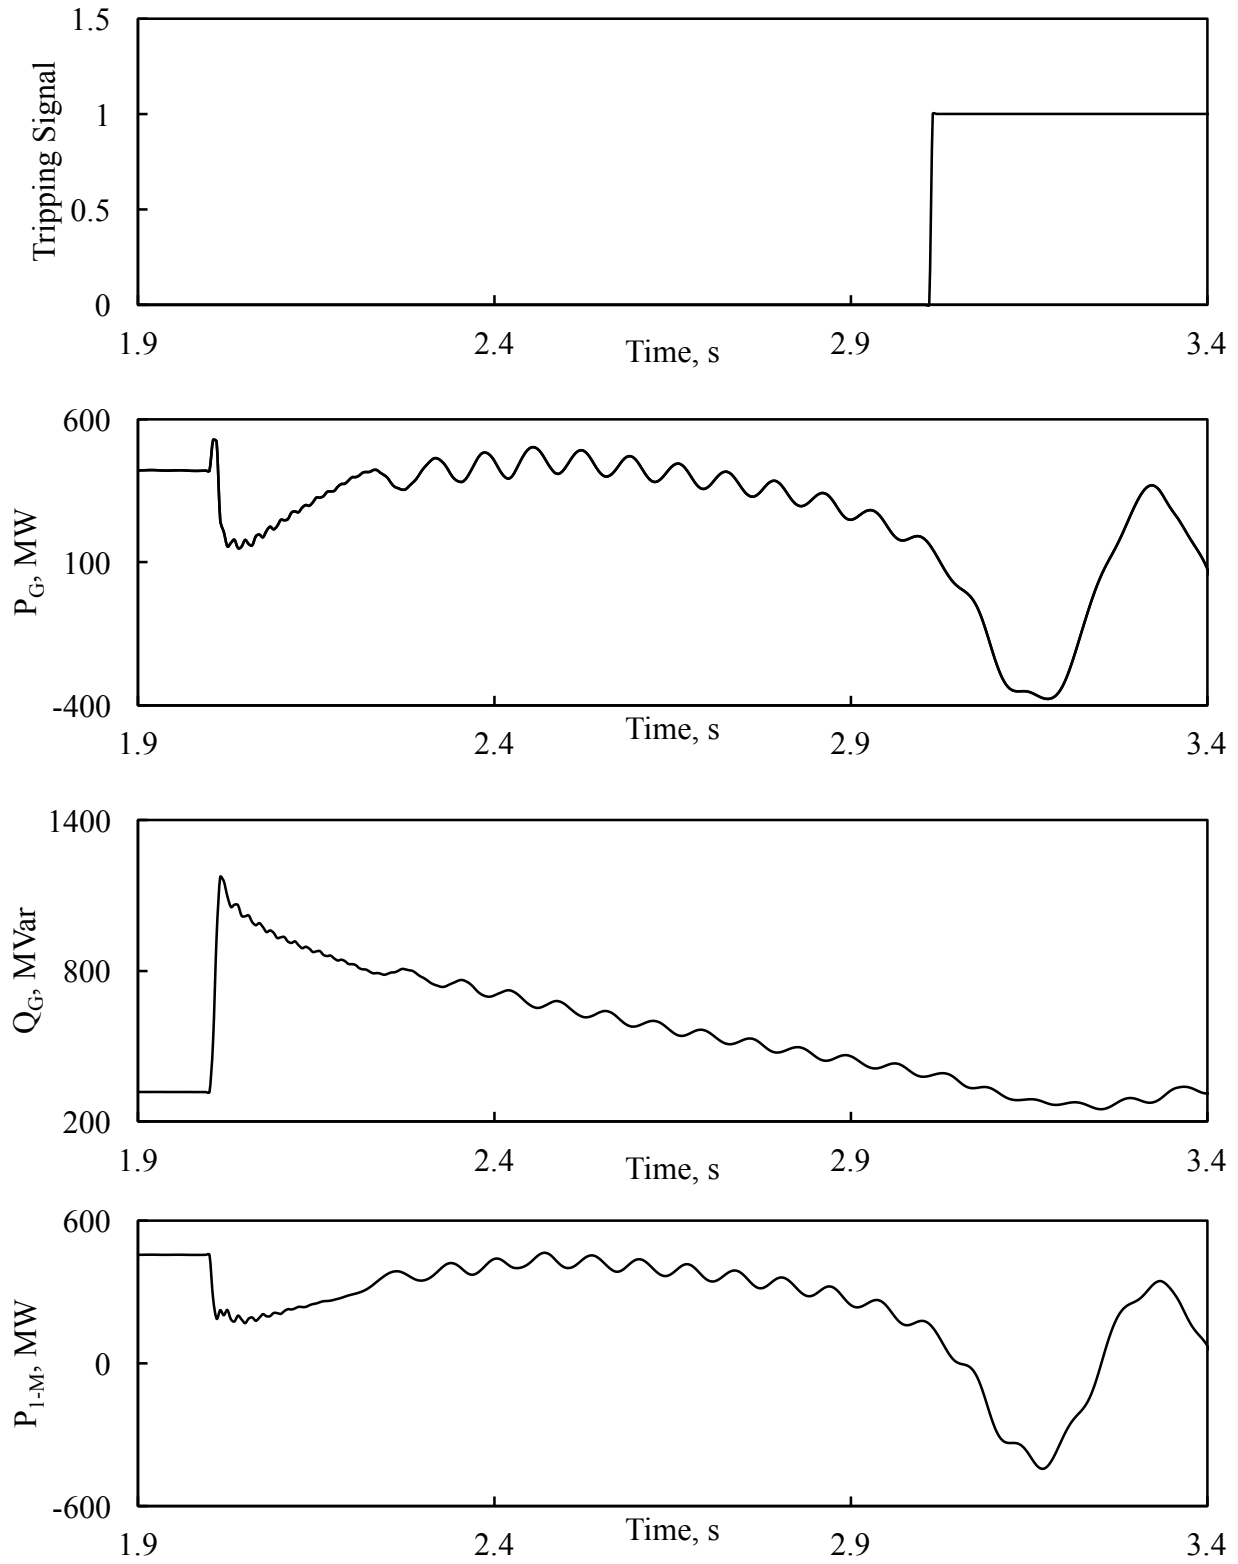 1.5
1
0.5
0
Tripping Signal
1.9 2.4 2.9 3.4
Time, s
600
100
-400
P_G, MW
1.9 2.4 2.9 3.4
Time, s
1400
800
200
Q_G, MVar
1.9 2.4 2.9 3.4
Time, s
600
0
-600
P_1-M, MW
1.9 2.4 2.9 3.4
Time, s